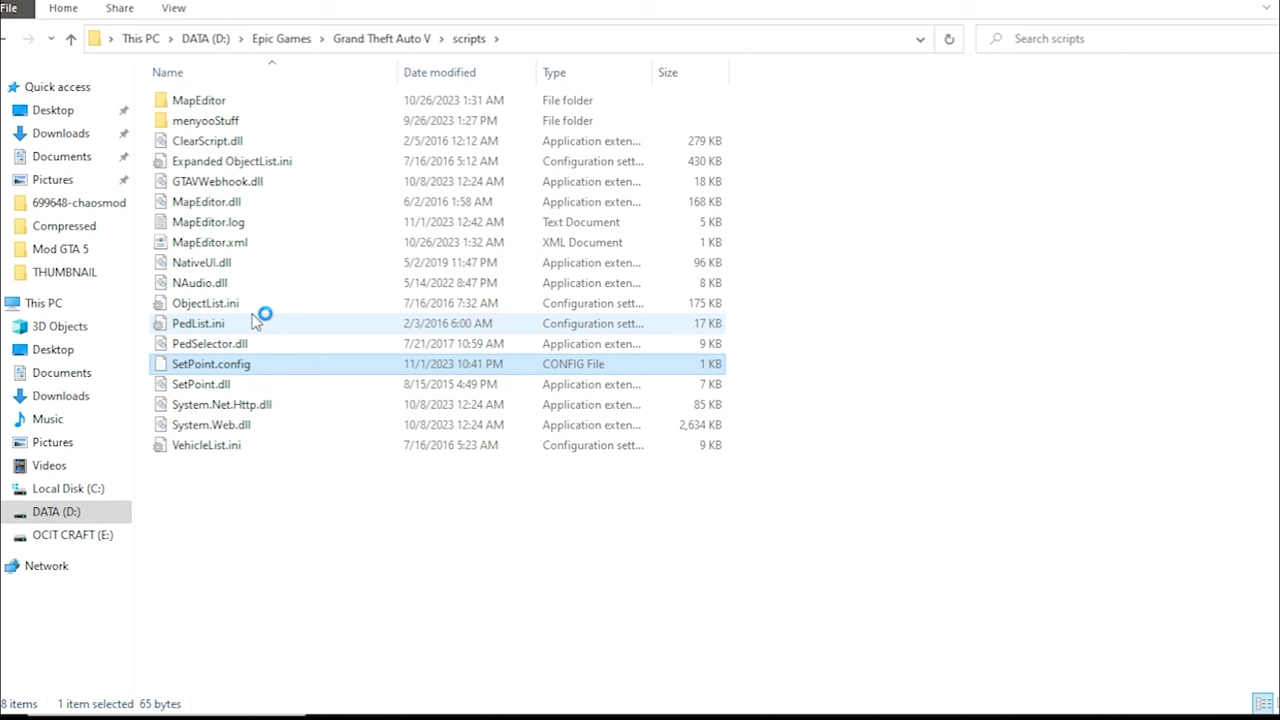 File Home Share View
This PC > DATA (D:) > Epic Games > Grand Theft Auto V > scripts > Search scripts
Name Date modified Type Size
Quick access
Desktop
Downloads
Documents
Pictures
699648-chaosmod
Compressed
Mod GTA 5
THUMBNAIL
This PC
3D Objects
Desktop
Documents
Downloads
Music
Pictures
Videos
Local Disk (C:)
DATA (D:)
OCIT CRAFT (E:)
Network
MapEditor 10/26/2023 1:31 AM File folder
menyooStuff 9/26/2023 1:27 PM File folder
ClearScript.dll 2/5/2016 12:12 AM Application exten... 279 KB
Expanded ObjectList.ini 7/16/2016 5:12 AM Configuration sett... 430 KB
GTAVWebhook.dll 10/8/2023 12:24 AM Application exten... 18 KB
MapEditor.dll 6/2/2016 1:58 AM Application exten... 168 KB
MapEditor.log 11/1/2023 12:42 AM Text Document 5 KB
MapEditor.xml 10/26/2023 1:32 AM XML Document 1 KB
NativeUI.dll 5/2/2019 11:47 PM Application exten... 96 KB
NAudio.dll 5/14/2022 8:47 PM Application exten... 8 KB
ObjectList.ini 7/16/2016 7:32 AM Configuration sett... 175 KB
PedList.ini 2/3/2016 6:00 AM Configuration sett... 17 KB
PedSelector.dll 7/21/2017 10:59 AM Application exten... 9 KB
SetPoint.config 11/1/2023 10:41 PM CONFIG File 1 KB
SetPoint.dll 8/15/2015 4:49 PM Application exten... 7 KB
System.Net.Http.dll 10/8/2023 12:24 AM Application exten... 85 KB
System.Web.dll 10/8/2023 12:24 AM Application exten... 2,634 KB
VehicleList.ini 7/16/2016 5:23 AM Configuration sett... 9 KB
8 items 1 item selected 65 bytes